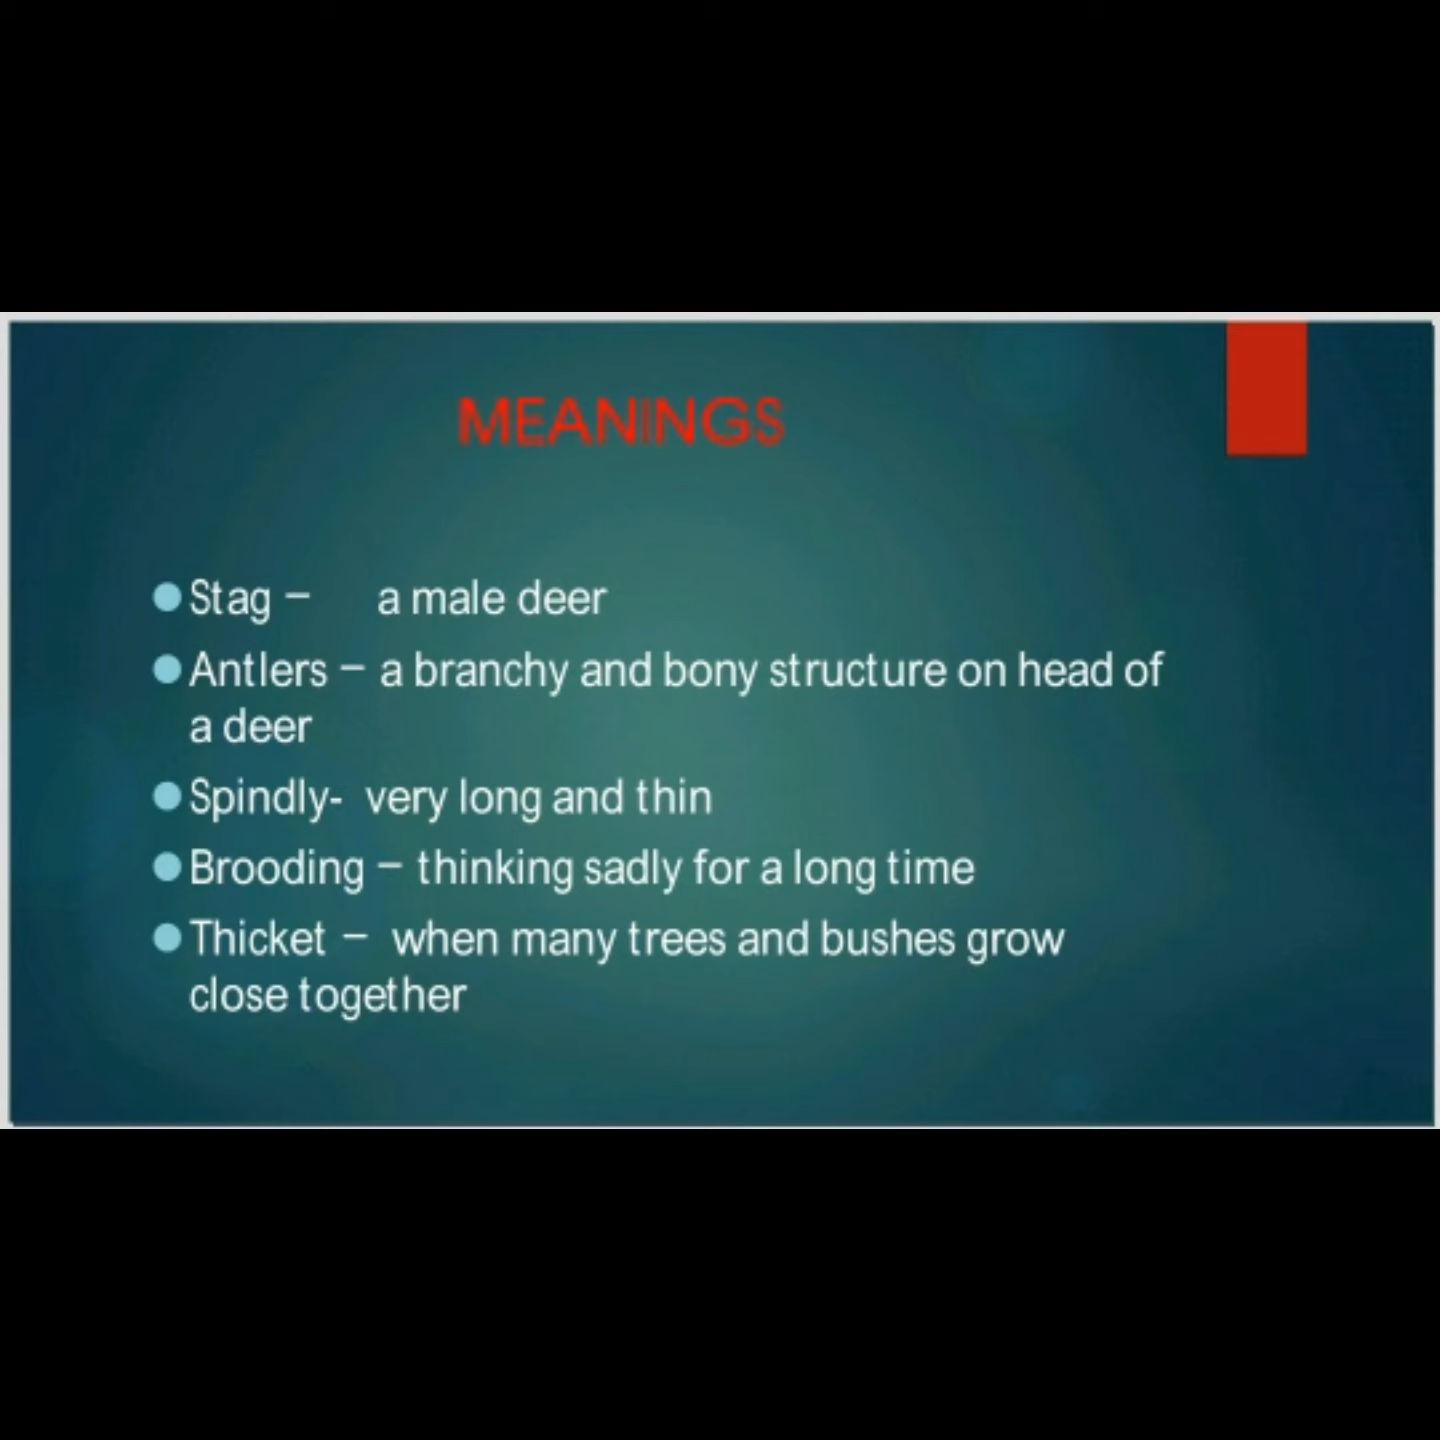 MEANINGS
Stag – a male deer
Antlers – a branchy and bony structure on head of
a deer
Spindly- very long and thin
Brooding – thinking sadly for a long time
Thicket – when many trees and bushes grow
close together